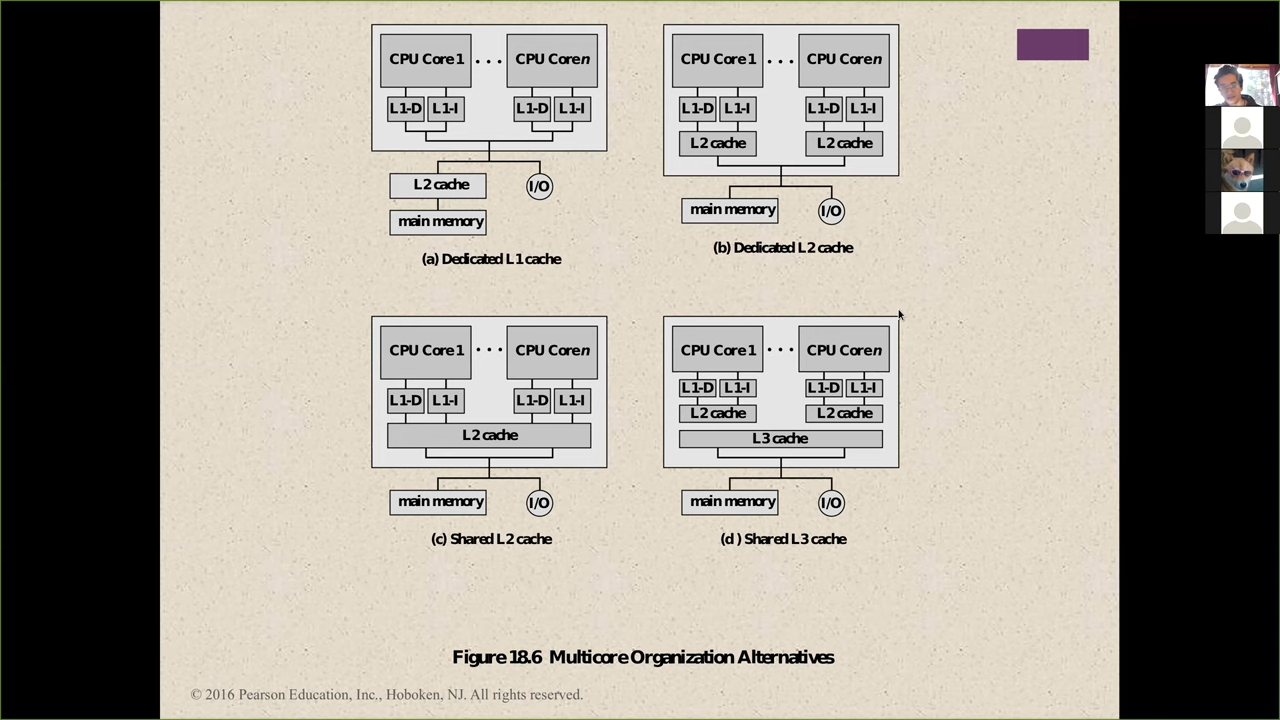 CPU Core 1 . . . CPU Core n
L1-D L1-I L1-D L1-I
L2 cache I/O
main memory
(a) Dedicated L1 cache
CPU Core 1 . . . CPU Core n
L1-D L1-I L1-D L1-I
L2 cache L2 cache
main memory I/O
(b) Dedicated L2 cache
CPU Core 1 . . . CPU Core n
L1-D L1-I L1-D L1-I
L2 cache
main memory I/O
(c) Shared L2 cache
CPU Core 1 . . . CPU Core n
L1-D L1-I L1-D L1-I
L2 cache L2 cache
L3 cache
main memory I/O
(d ) Shared L3 cache
Figure 18.6 Multicore Organization Alternatives
© 2016 Pearson Education, Inc., Hoboken, NJ. All rights reserved.